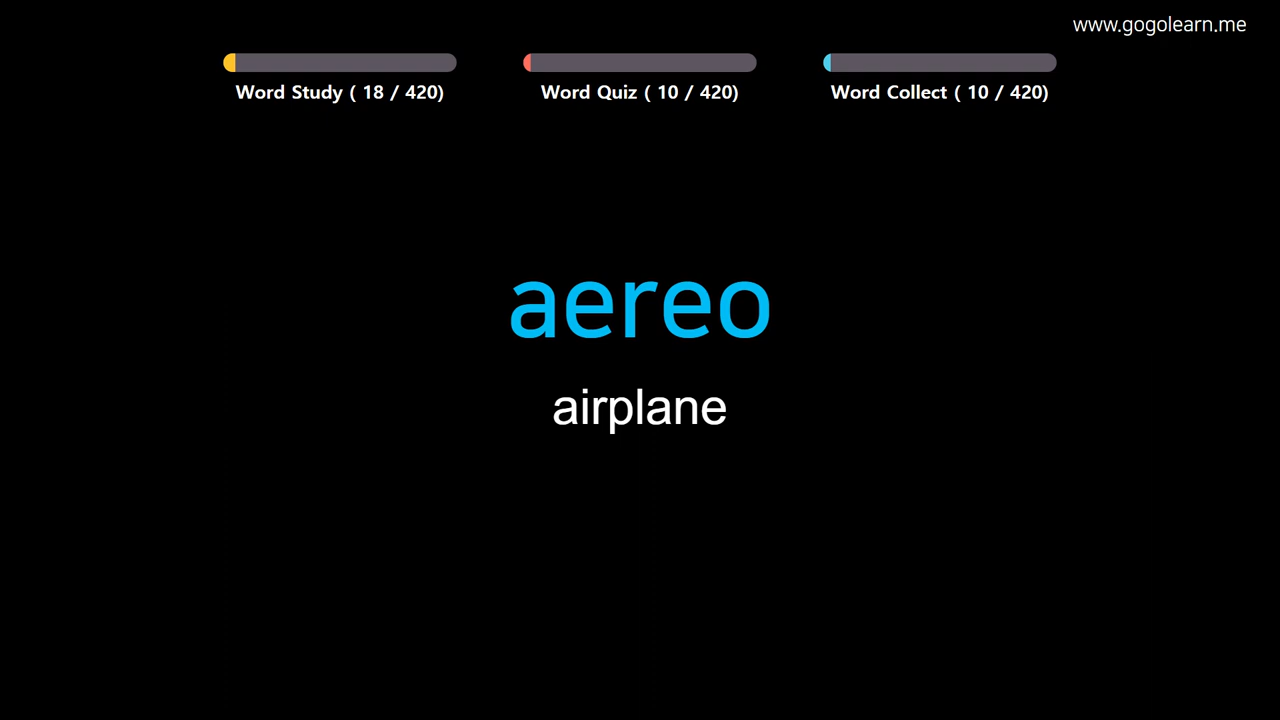 www.gogolearn.me
Word Study ( 18 / 420)
Word Quiz ( 10 / 420)
Word Collect ( 10 / 420)
aereo
airplane